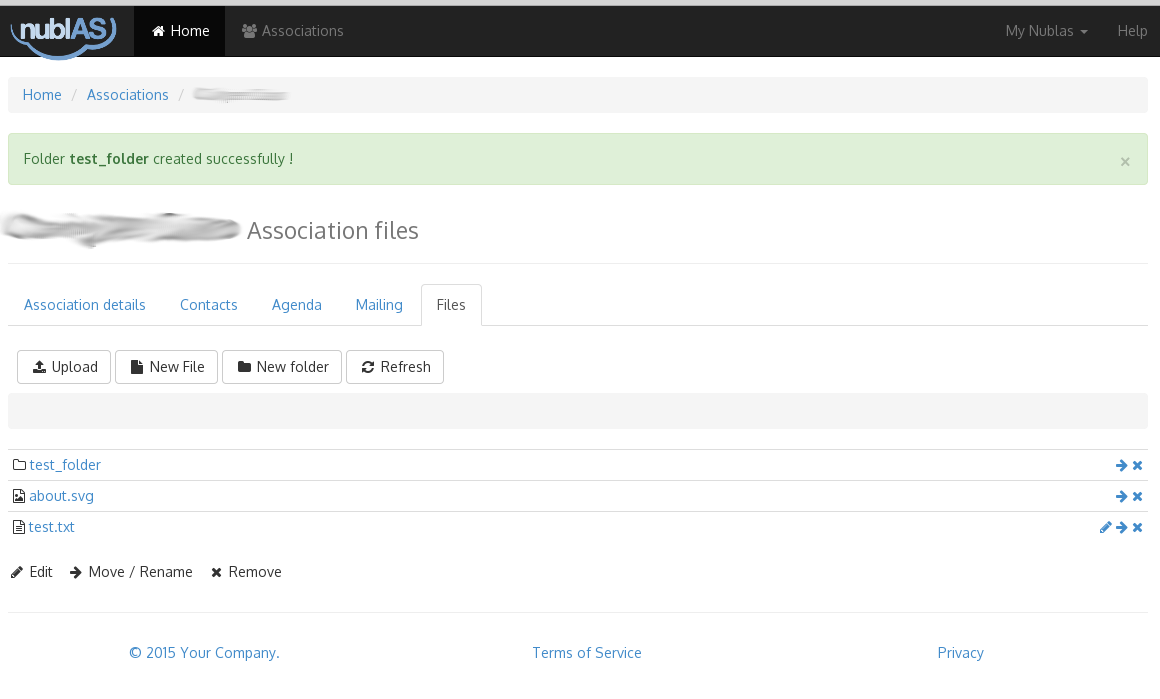 nublAS Home Associations My Nublas Help
Home / Associations /
Folder test_folder created successfully ! ×
Association files
Association details Contacts Agenda Mailing Files
Upload New File New folder Refresh
test_folder
about.svg
test.txt
Edit Move / Rename Remove
© 2015 Your Company. Terms of Service Privacy